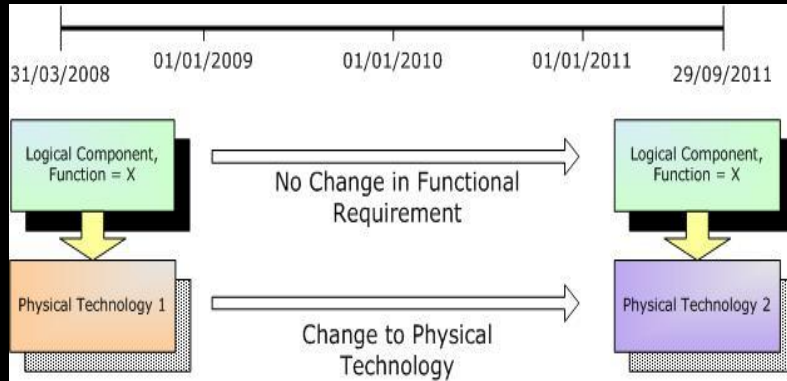 31/03/2008
01/01/2009
01/01/2010
01/01/2011
29/09/2011
Logical Component,
Function = X
No Change in Functional
Requirement
Logical Component,
Function = X
Physical Technology 1
Change to Physical
Technology
Physical Technology 2